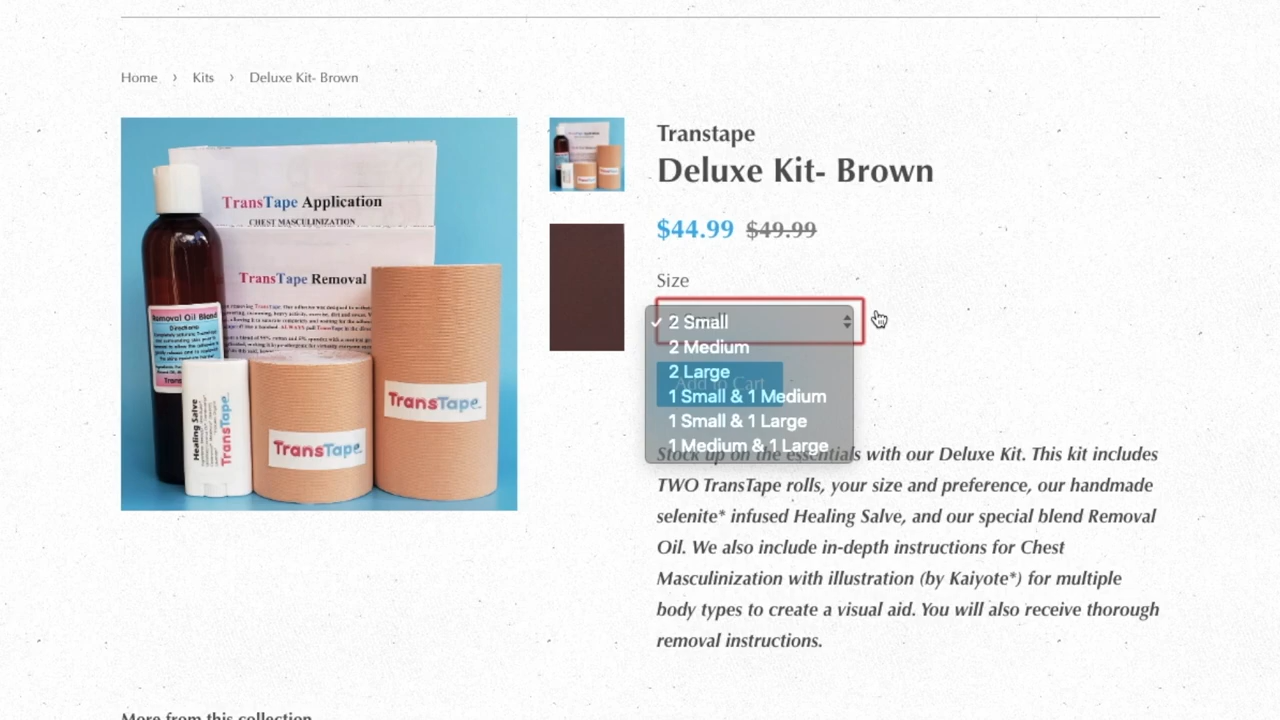 Home › Kits › Deluxe Kit- Brown
Transtape
Deluxe Kit- Brown
$44.99 $49.99
Size
✓ 2 Small
2 Medium
2 Large
Add to Cart
1 Small & 1 Medium
1 Small & 1 Large
1 Medium & 1 Large
Stock up on the essentials with our Deluxe Kit. This kit includes
TWO TransTape rolls, your size and preference, our handmade
selenite* infused Healing Salve, and our special blend Removal
Oil. We also include in-depth instructions for Chest
Masculinization with illustration (by Kaiyote*) for multiple
body types to create a visual aid. You will also receive thorough
removal instructions.
TransTape Application
CHEST MASCULINIZATION
TransTape Removal
Removal Oil Blend
Directions
Healing Salve
TransTape
TransTape
TransTape
More from this collection